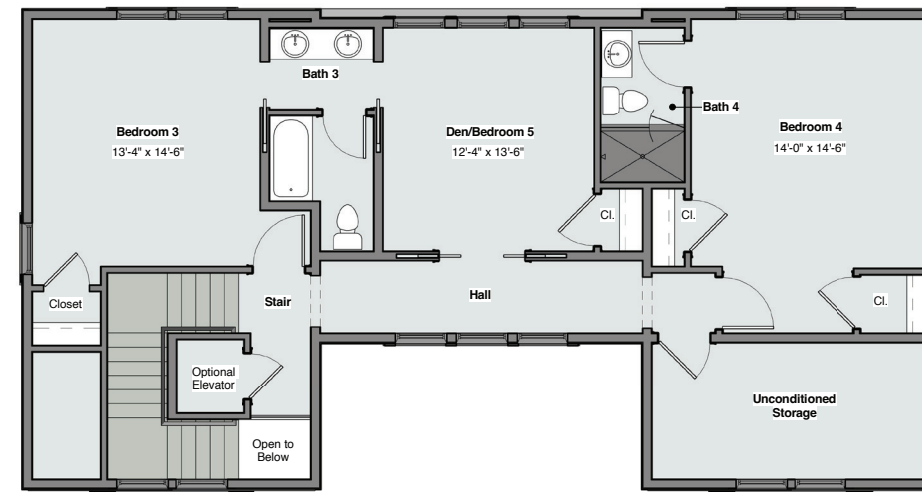 Bath 3
Bath 4
Bedroom 3
13'-4" x 14'-6"
Den/Bedroom 5
12'-4" x 13'-6"
Bedroom 4
14'-0" x 14'-6"
Cl.
Cl.
Closet
Stair
Hall
Cl.
Optional
Elevator
Unconditioned
Storage
Open to
Below